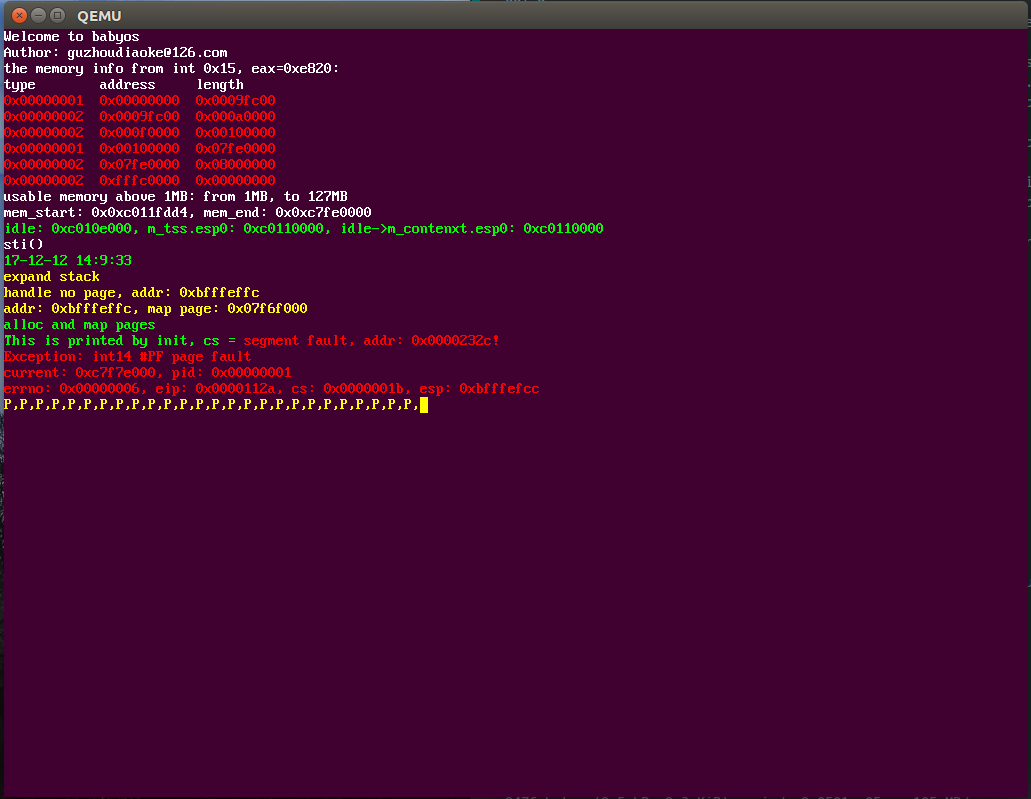 QEMU
Welcome to babyos
Author: guzhoudiaoke@126.com
the memory info from int 0x15, eax=0xe820:
type address length
0x00000001 0x00000000 0x0009fc00
0x00000002 0x0009fc00 0x000a0000
0x00000002 0x000f0000 0x00100000
0x00000001 0x00100000 0x07fe0000
0x00000002 0x07fe0000 0x08000000
0x00000002 0xfffc0000 0x00000000
usable memory above 1MB: from 1MB, to 127MB
mem_start: 0x0xc011fdd4, mem_end: 0x0xc7fe0000
idle: 0xc010e000, m_tss.esp0: 0xc0110000, idle->m_contenxt.esp0: 0xc0110000
sti()
17-12-12 14:9:33
expand stack
handle no page, addr: 0xbfffeffc
addr: 0xbfffeffc, map page: 0x07f6f000
alloc and map pages
This is printed by init, cs = segment fault, addr: 0x0000232c!
Exception: int14 #PF page fault
current: 0xc7f7e000, pid: 0x00000001
errno: 0x00000006, eip: 0x0000112a, cs: 0x0000001b, esp: 0xbfffefcc
P,P,P,P,P,P,P,P,P,P,P,P,P,P,P,P,P,P,P,P,P,P,P,P,P,P,